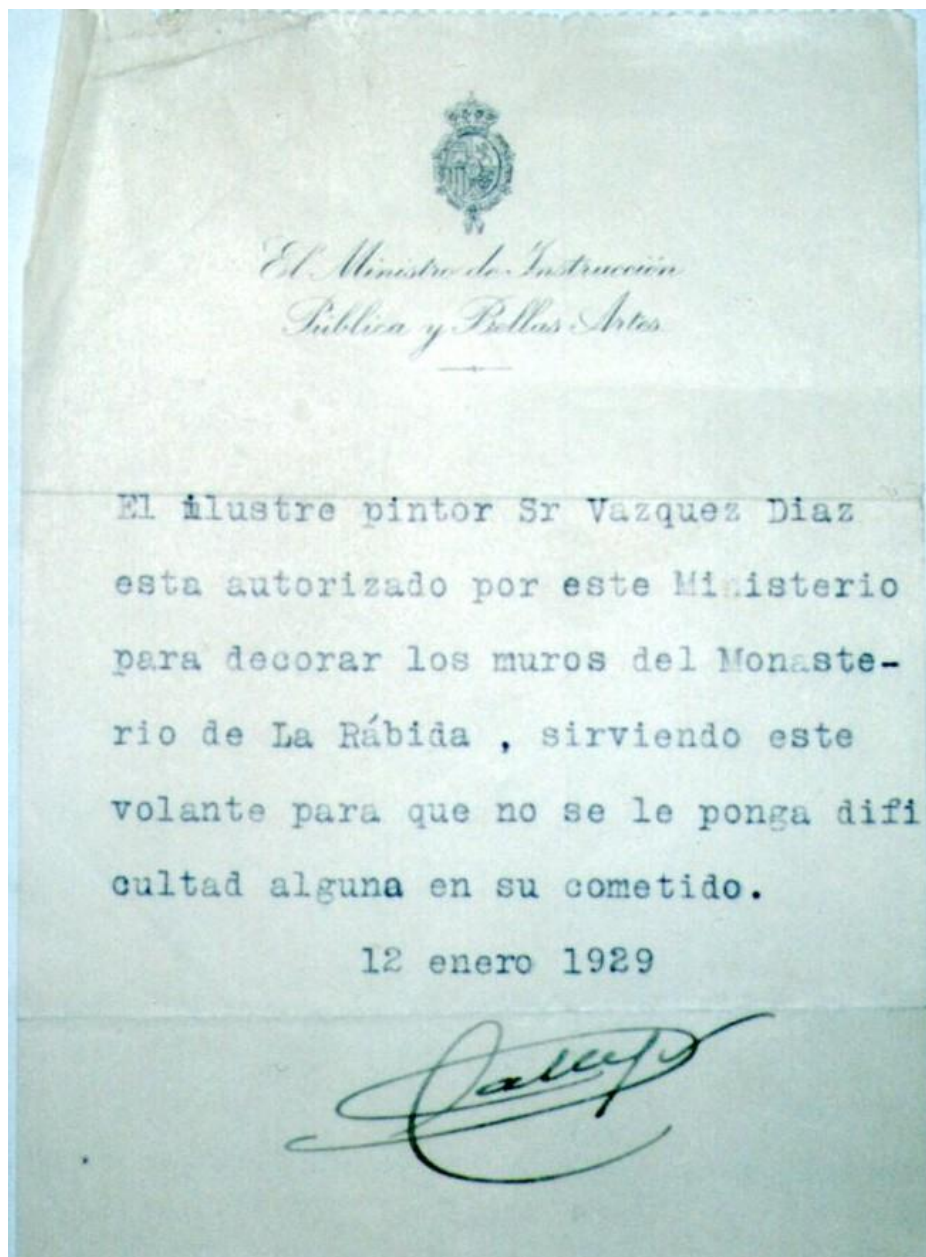 El Ministro de Instrucción
Pública y Bellas Artes
El ilustre pintor Sr Vazquez Diaz
esta autorizado por este Ministerio
para decorar los muros del Monaste-
rio de La Rábida , sirviendo este
volante para que no se le ponga difi
cultad alguna en su cometido.
12 enero 1929
Callejo